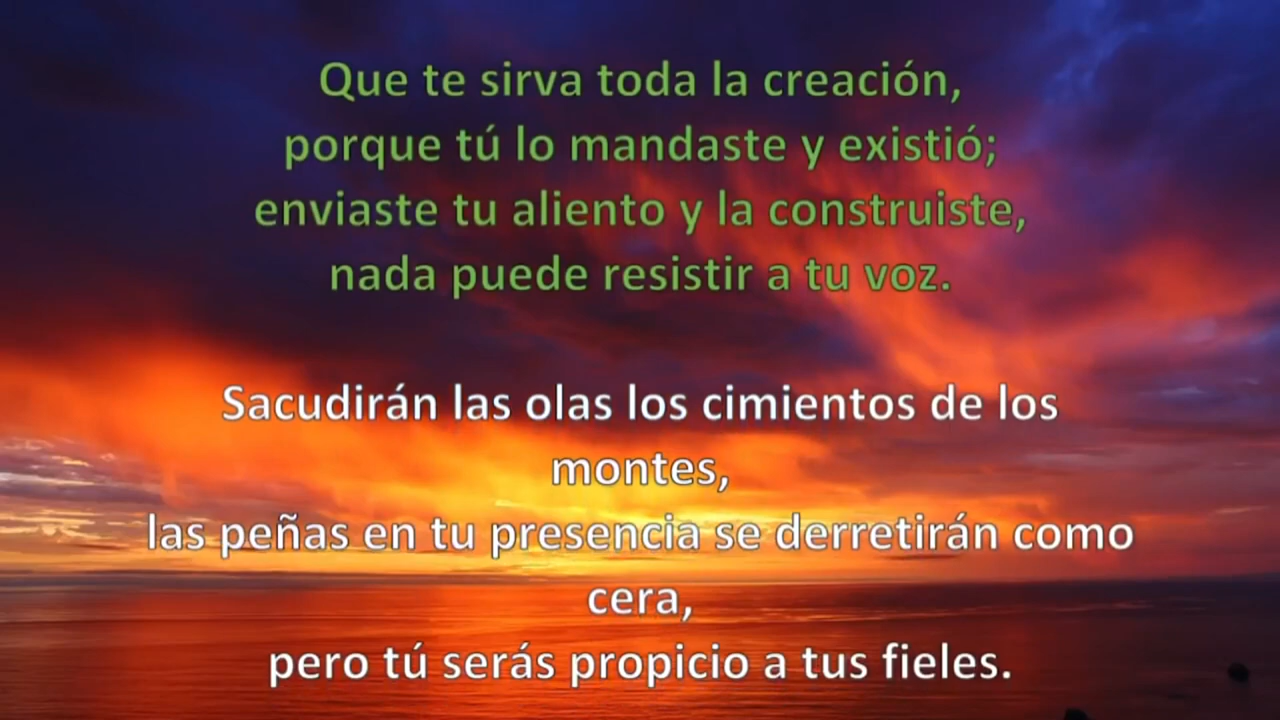 Que te sirva toda la creación,
porque tú lo mandaste y existió;
enviaste tu aliento y la construiste,
nada puede resistir a tu voz.
Sacudirán las olas los cimientos de los
montes,
las peñas en tu presencia se derretirán como
cera,
pero tú serás propicio a tus fieles.